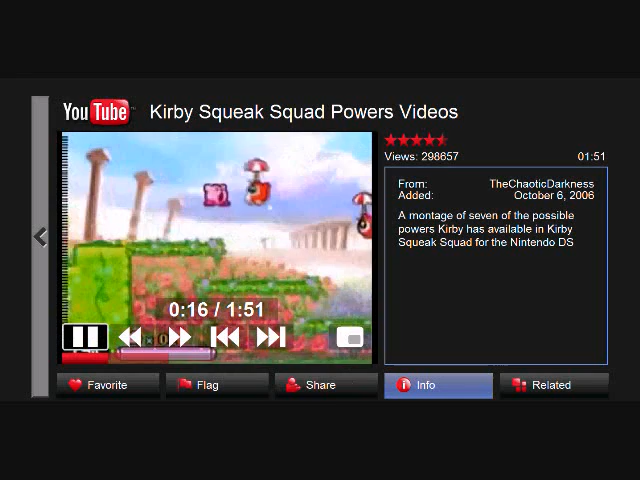 YouTube Kirby Squeak Squad Powers Videos
Views: 298657 01:51
From: TheChaoticDarkness
Added: October 6, 2006
A montage of seven of the possible
powers Kirby has available in Kirby
Squeak Squad for the Nintendo DS
0:16 / 1:51
Favorite Flag Share Info Related